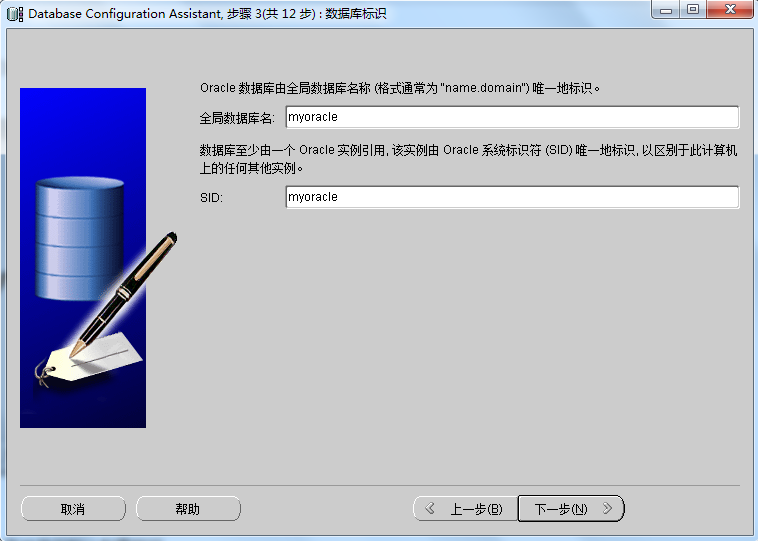 Database Configuration Assistant, 步骤 3(共 12 步) : 数据库标识
Oracle 数据库由全局数据库名称 (格式通常为 "name.domain") 唯一地标识。
全局数据库名: myoracle
数据库至少由一个 Oracle 实例引用, 该实例由 Oracle 系统标识符 (SID) 唯一地标识, 以区别于此计算机
上的任何其他实例。
SID: myoracle
取消 帮助 上一步(B) 下一步(N)